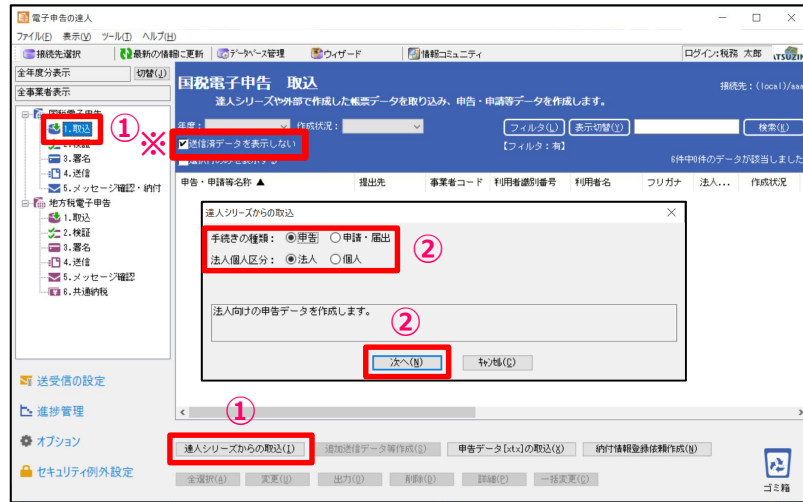 電子申告の達人
ファイル(F) 表示(V) ツール(T) ヘルプ(H)
接続先選択 最新の情報に更新 データベース管理 ウィザード 情報コミュニティ ログイン:税務 太郎
全年度分表示 切替(J)
全事業者表示
国税電子申告
1.取込
①
2.検証
3.署名
4.送信
5.メッセージ確認・納付
地方税電子申告
1.取込
2.検証
3.署名
4.送信
5.メッセージ確認
6.共通納税
送受信の設定
進捗管理
オプション
セキュリティ例外設定
国税電子申告 取込
接続先：(local)/aaa
達人シリーズや外部で作成した帳票データを取り込み、申告・申請等データを作成します。
年度： 作成状況： フィルタ(L) 表示切替(Y) 検索(K)
※
送信済データを表示しない 【フィルタ：有】
6件中0件のデータが該当しました
申告・申請等名称 ▲ 提出先 事業者コード 利用者識別番号 利用者名 フリガナ 法人... 作成状況
達人シリーズからの取込
手続きの種類： 申告 申請・届出
法人個人区分： 法人 個人
②
法人向けの申告データを作成します。
②
次へ(N) キャンセル(C)
①
達人シリーズからの取込(I) 追加送信データ等作成(S) 申告データ[xtx]の取込(X) 納付情報登録依頼作成(N)
全選択(A) 変更(U) 出力(O) 削除(D) 詳細(P) 一括変更(C)
ゴミ箱